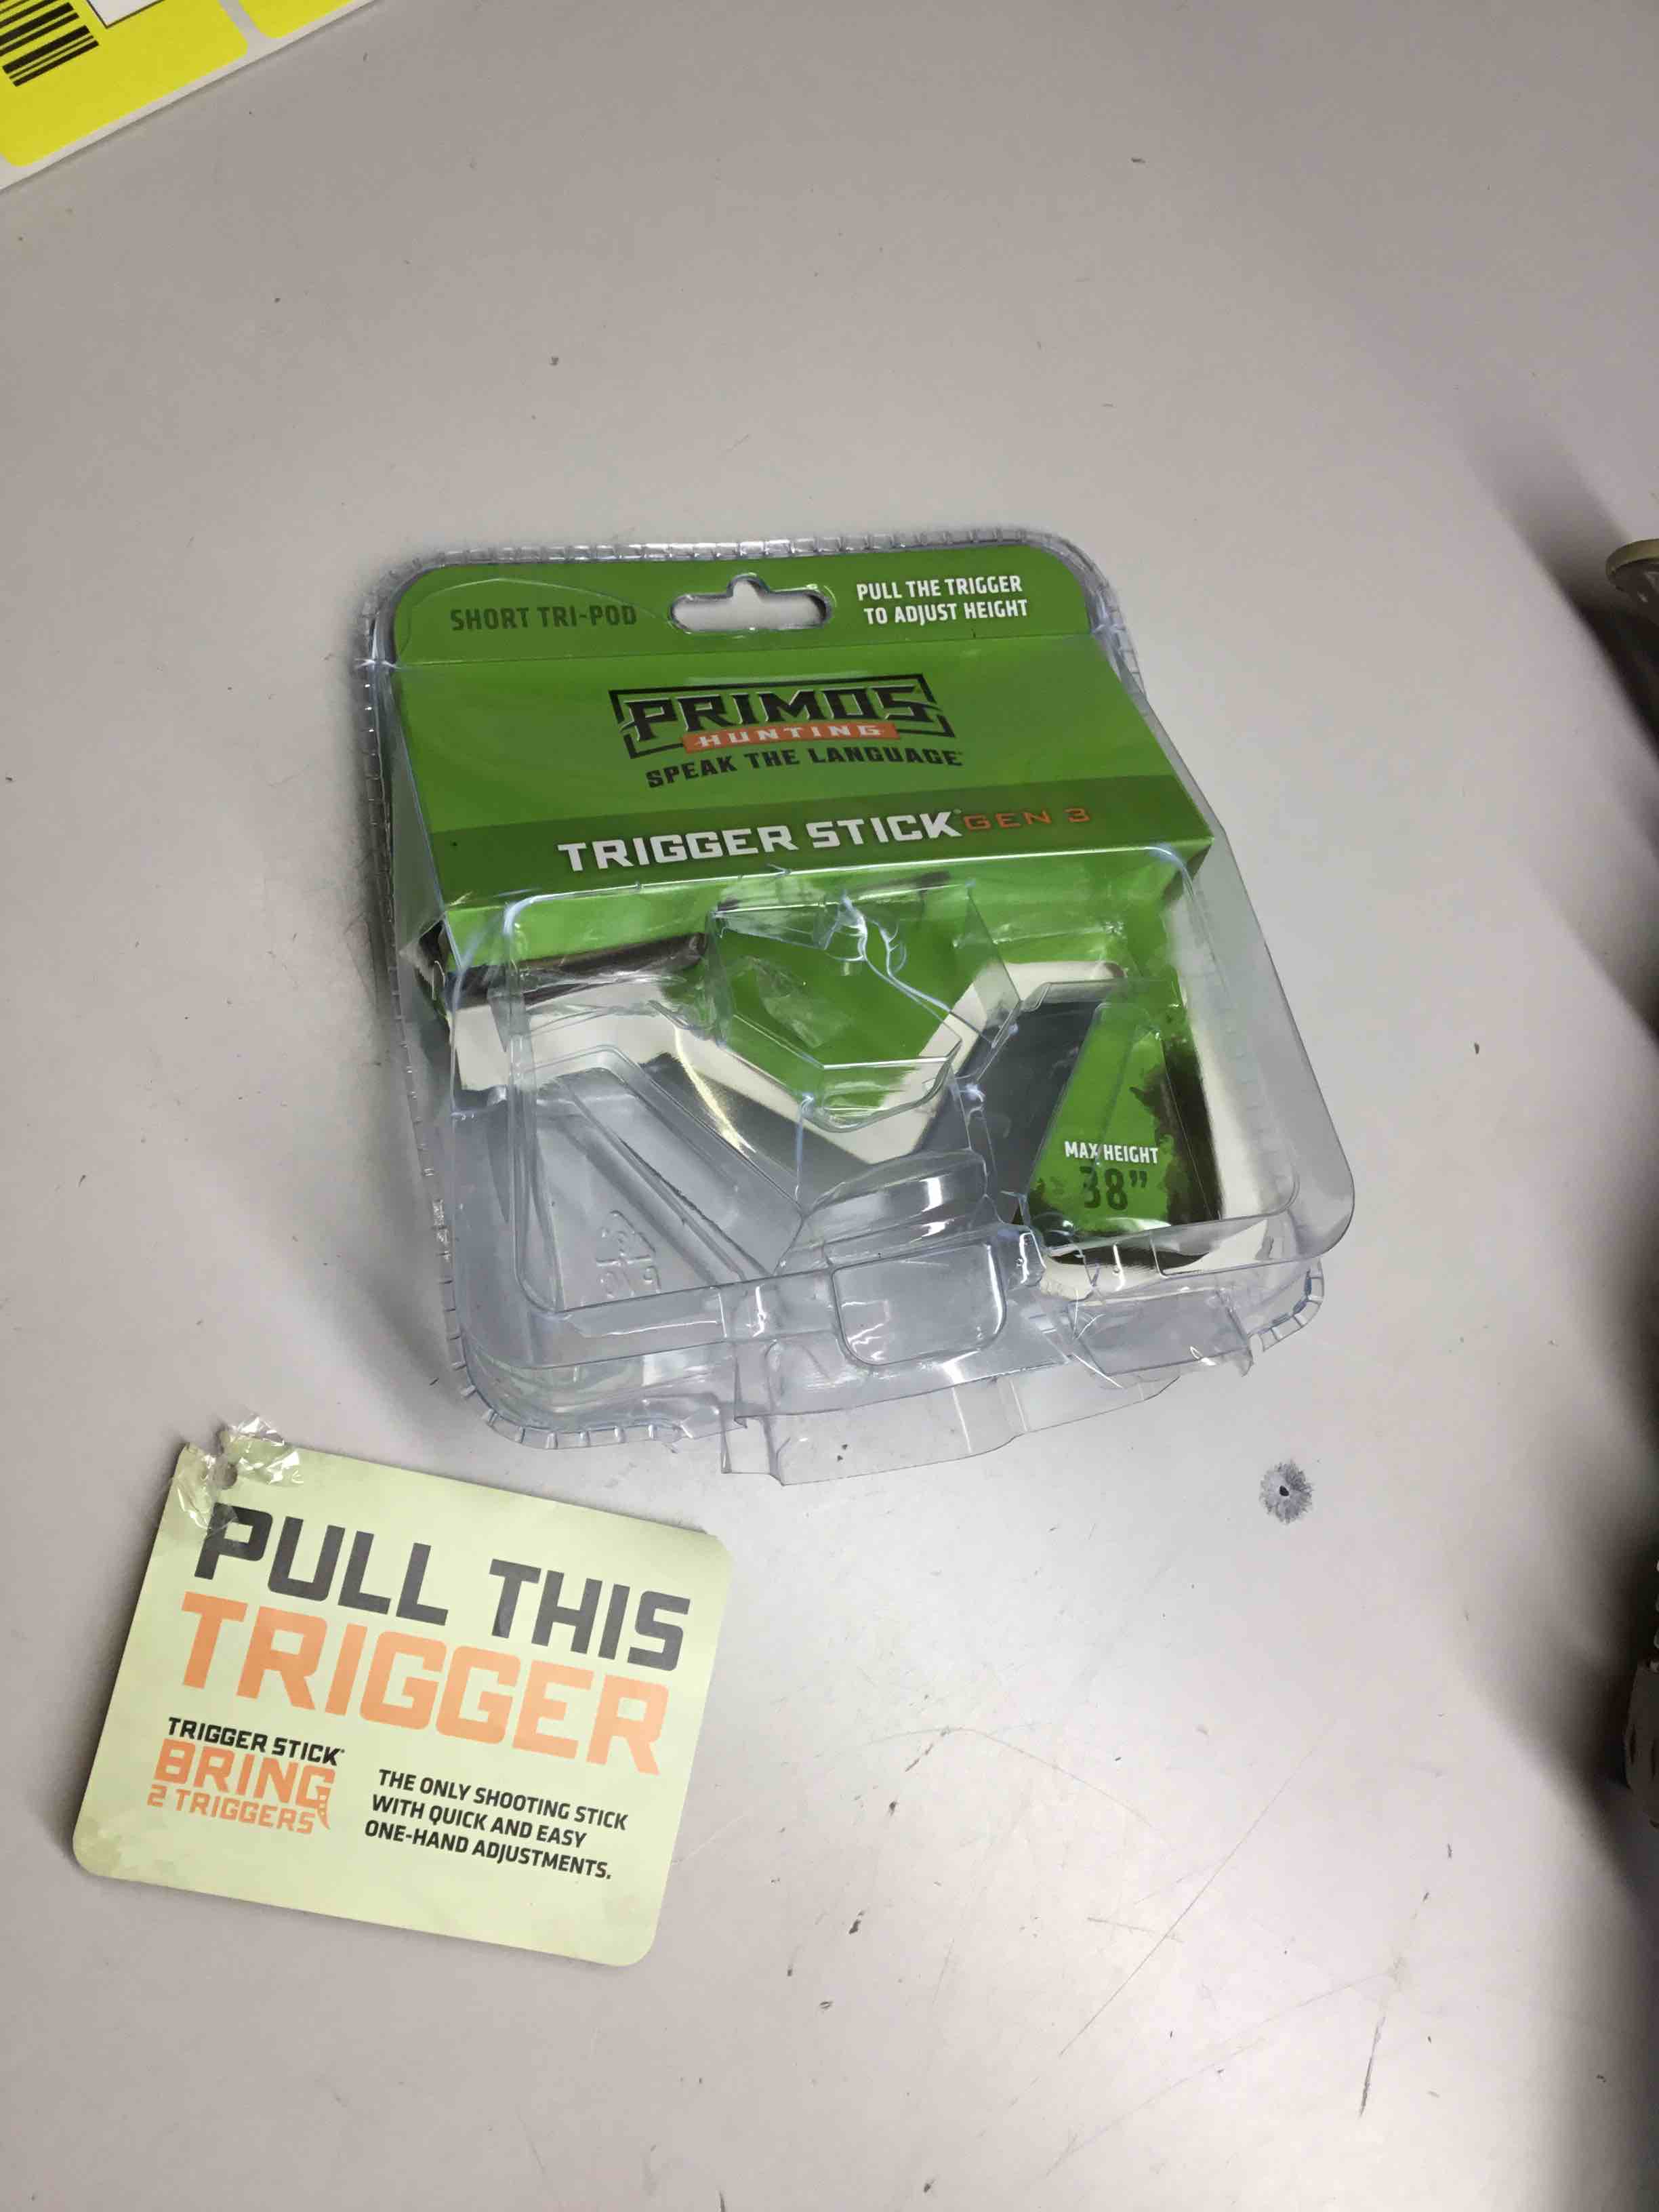 SHORT TRI-POD
PULL THE TRIGGER
TO ADJUST HEIGHT
PRIMOS
HUNTING
SPEAK THE LANGUAGE
TRIGGER STICK GEN 3
MAX HEIGHT
38”
PULL THIS
TRIGGER
TRIGGER STICK
BRING
2 TRIGGERS
THE ONLY SHOOTING STICK
WITH QUICK AND EASY
ONE-HAND ADJUSTMENTS.